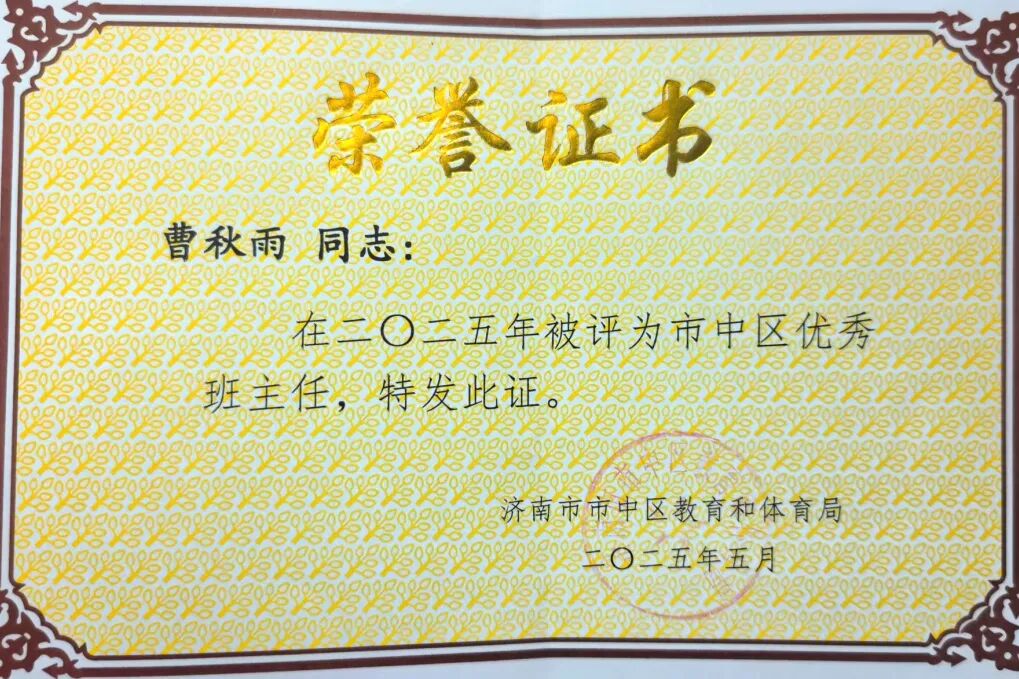 荣誉证书
曹秋雨 同志：
在二〇二五年被评为市中区优秀
班主任，特发此证。
济南市市中区教育和体育局
二〇二五年五月